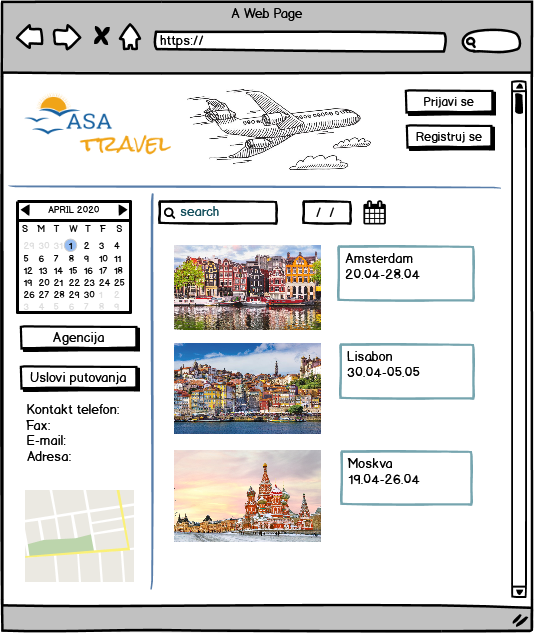 A Web Page
https://
ASA
TRAVEL
Prijavi se
Registruj se
APRIL 2020
S M T W T F S
29 30 31 1 2 3 4
5 6 7 8 9 10 11
12 13 14 15 16 17 18
19 20 21 22 23 24 25
26 27 28 29 30 1 2
3 4 5 6 7 8 9
search
/ /
Amsterdam
20.04-28.04
Agencija
Lisabon
30.04-05.05
Uslovi putovanja
Kontakt telefon:
Fax:
E-mail:
Adresa:
Moskva
19.04-26.04